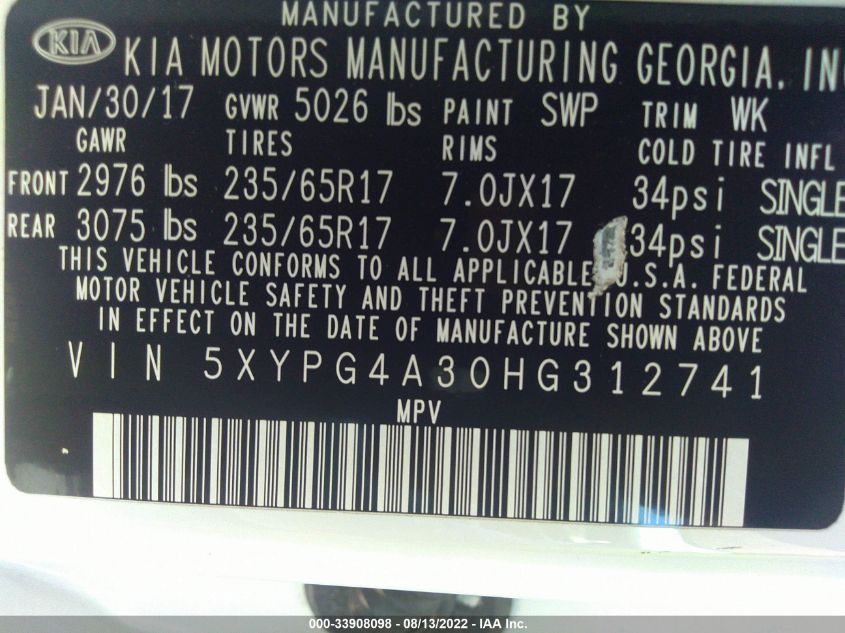 MANUFACTURED BY
KIA KIA MOTORS MANUFACTURING GEORGIA, IN
JAN/30/17 GVWR 5026 lbs PAINT SWP TRIM WK
GAWR TIRES RIMS COLD TIRE INFL
FRONT 2976 lbs 235/65R17 7.0JX17 34psi SINGLE
REAR 3075 lbs 235/65R17 7.0JX17 34psi SINGLE
THIS VEHICLE CONFORMS TO ALL APPLICABLE U.S.A. FEDERAL
MOTOR VEHICLE SAFETY AND THEFT PREVENTION STANDARDS
IN EFFECT ON THE DATE OF MANUFACTURE SHOWN ABOVE
VIN 5XYPG4A30HG312741
MPV
000-33908098 - 08/13/2022 - IAA Inc.